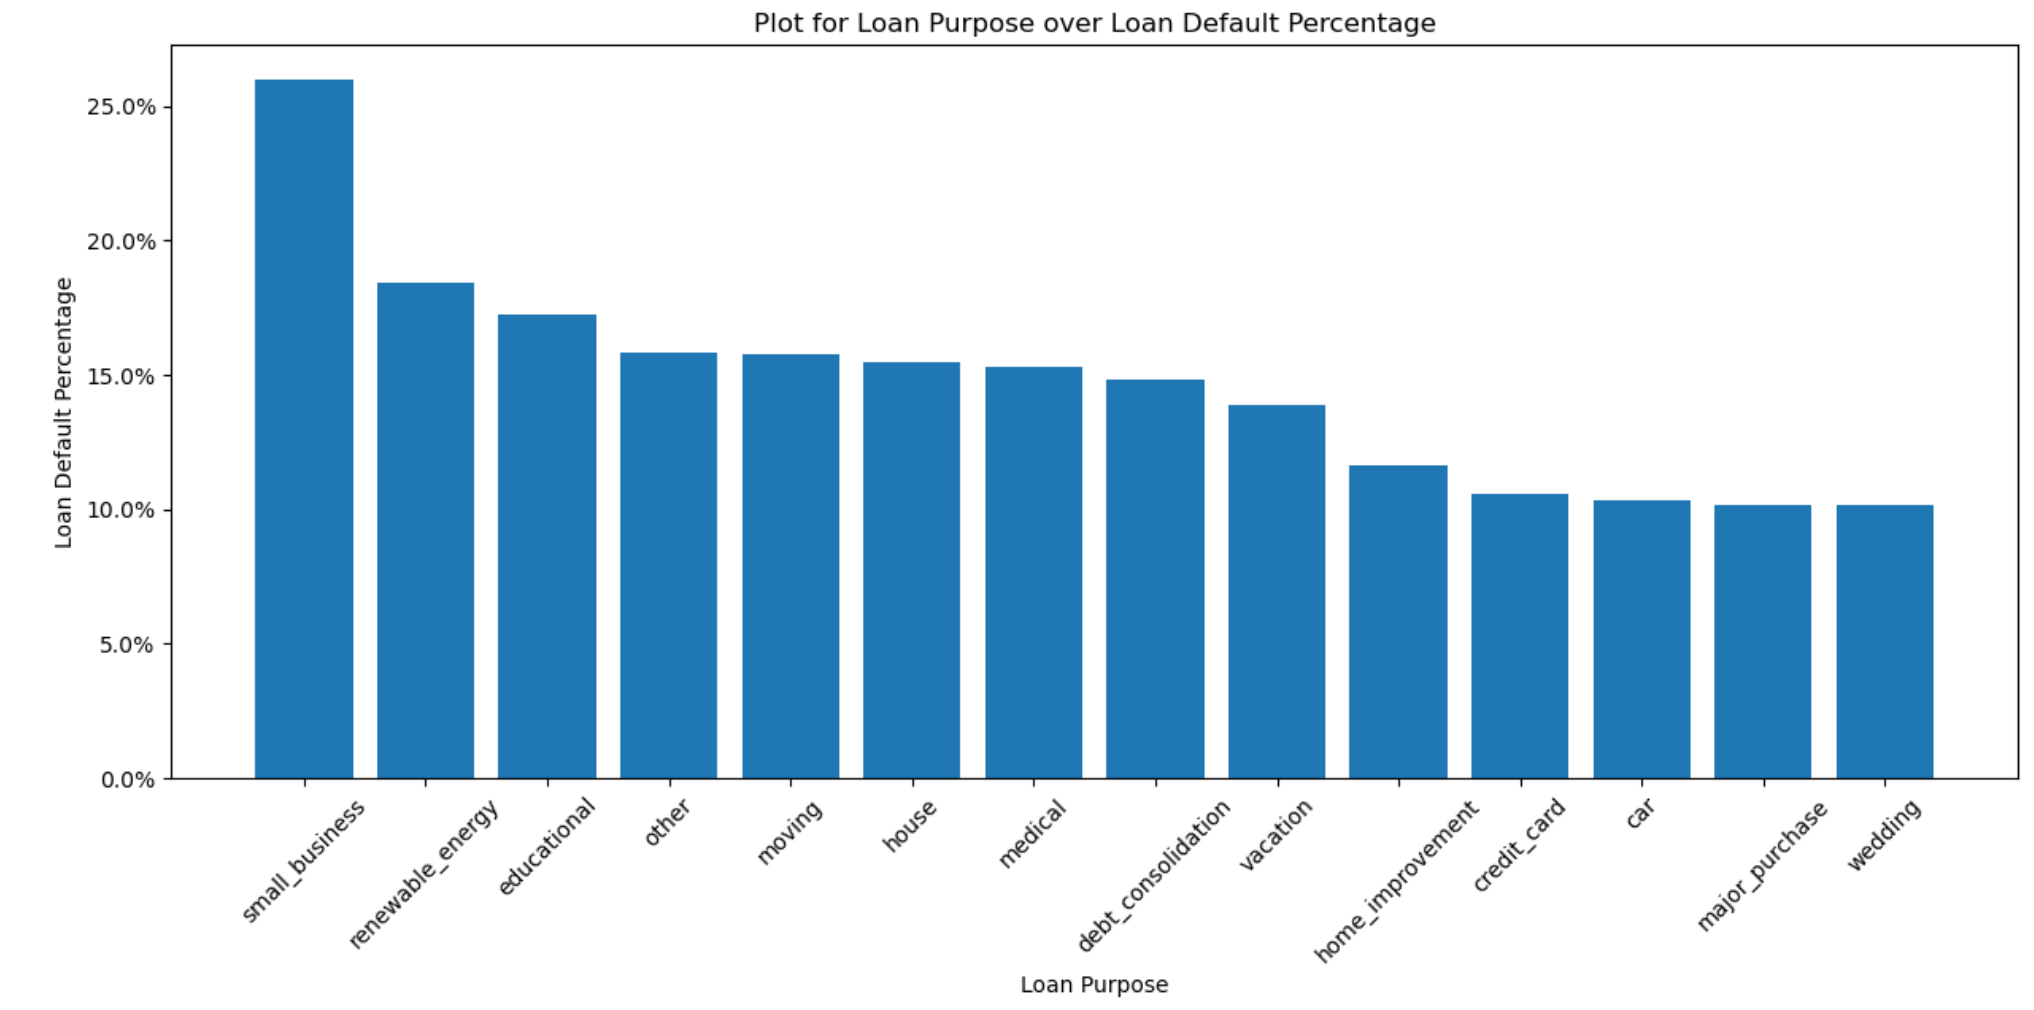 Plot for Loan Purpose over Loan Default Percentage
Loan Default Percentage
25.0%
20.0%
15.0%
10.0%
5.0%
0.0%
small_business
renewable_energy
educational
other
moving
house
medical
debt_consolidation
vacation
home_improvement
credit_card
car
major_purchase
wedding
Loan Purpose